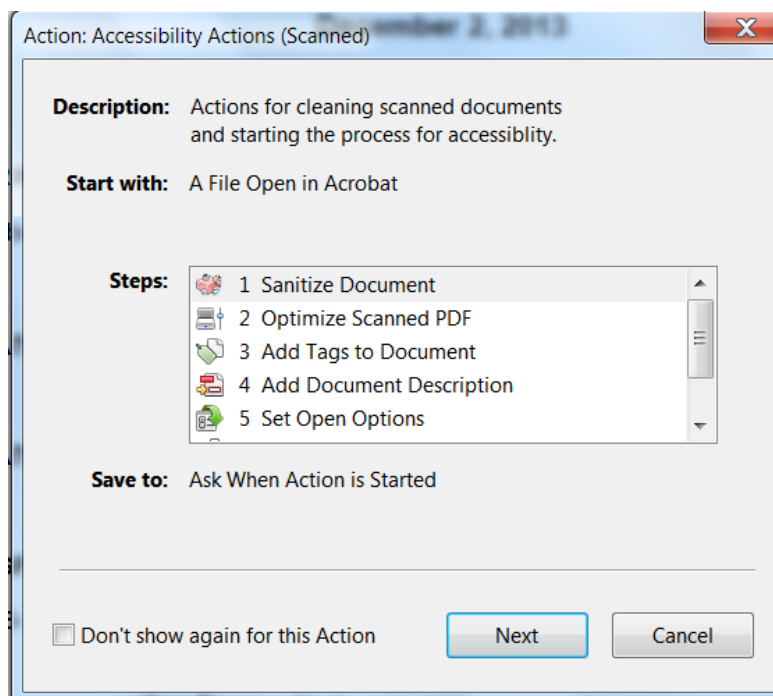 December 2, 2013
Action: Accessibility Actions (Scanned)
Description: Actions for cleaning scanned documents
and starting the process for accessiblity.
Start with: A File Open in Acrobat
Steps: 1 Sanitize Document
2 Optimize Scanned PDF
3 Add Tags to Document
4 Add Document Description
5 Set Open Options
Save to: Ask When Action is Started
Don't show again for this Action
Next
Cancel